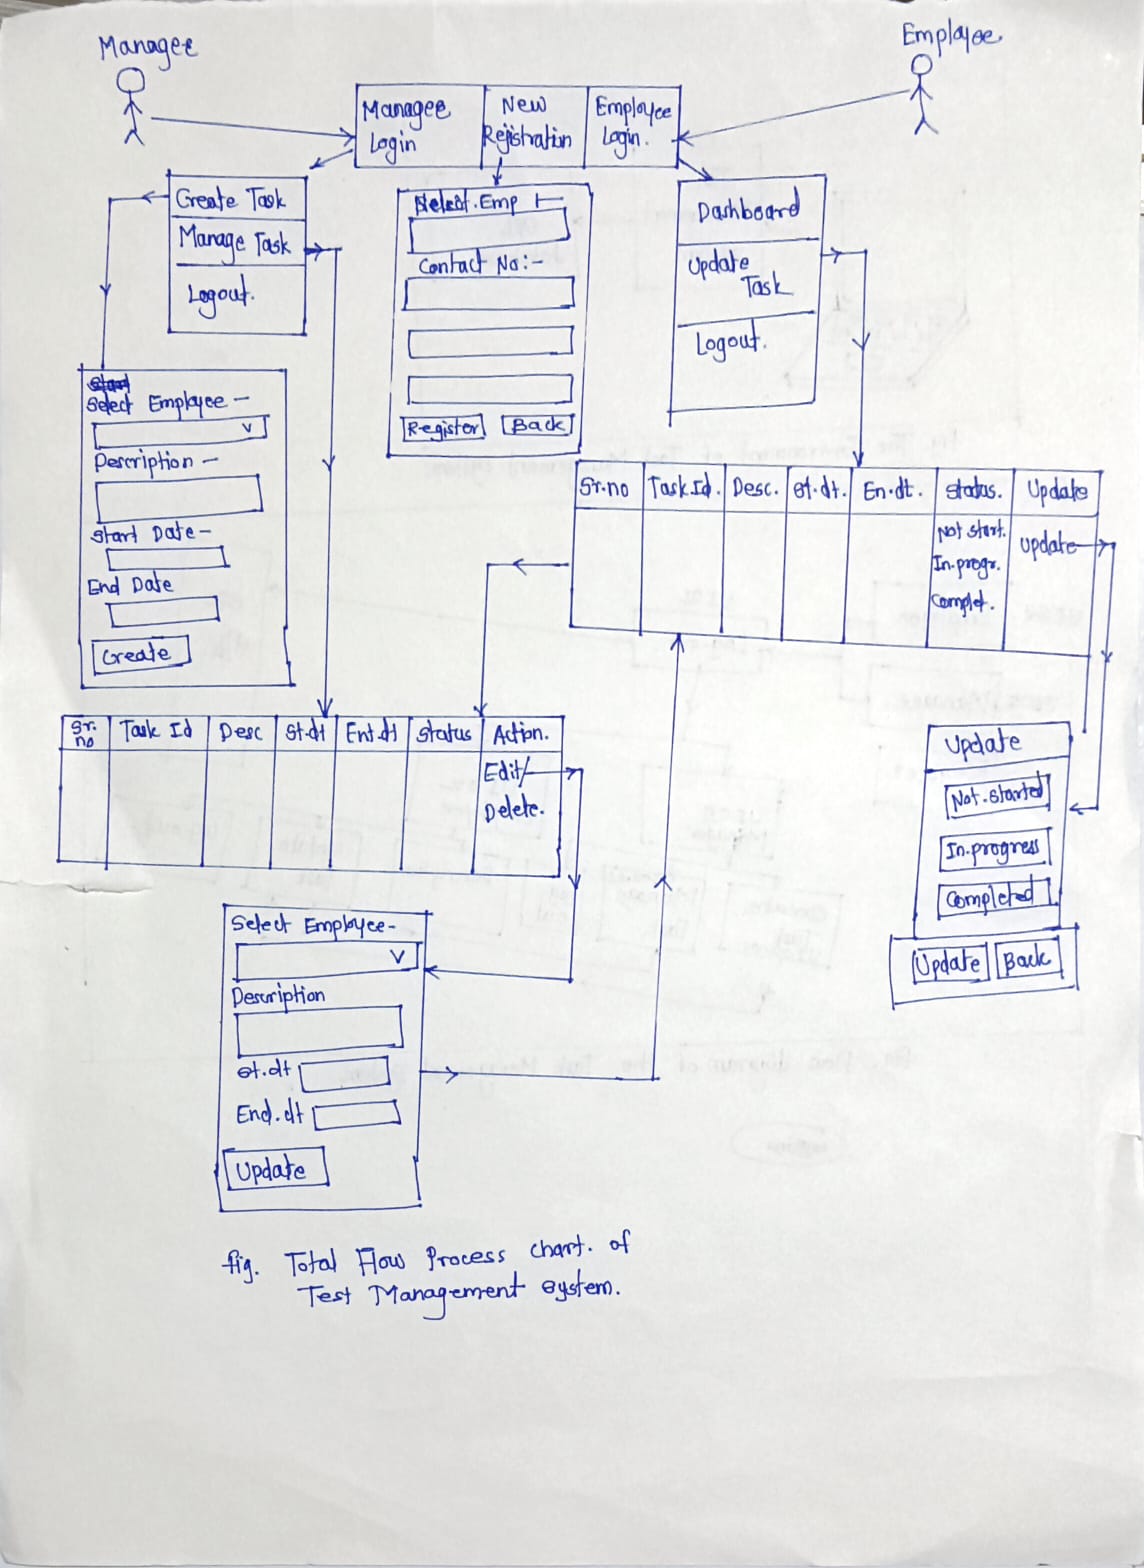 Manager
Employee
Manager
Login
New
Registration
Employee
Login.
Create Task
Manage Task
Logout.
Select.Emp
Contact No:-
Register
Back
Dashboard
Update
Task
Logout.
Select Employee -
Description -
Start Date -
End Date
Create
Sr.no
Task.Id.
Desc.
st.dt.
En.dt.
Status.
Update
Not start.
In.progr.
Complet.
Update
Sr.
no
Task Id
Desc
St.dt
Ent.dt
Status
Action.
Edit/
Delete.
Update
Not.started
In.progress
Completed
Update
Back
Select Employee-
V
Description
st.dt
End.dt
Update
fig. Total Flow Process chart. of
Test Management system.